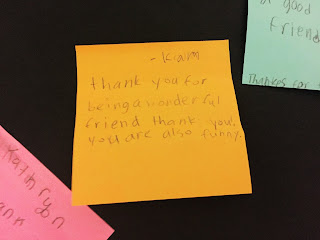 - Kam
thank you for
being a wonderful
friend thank you!
you are also funny.
a good
friend
Thanks for
Kathryn